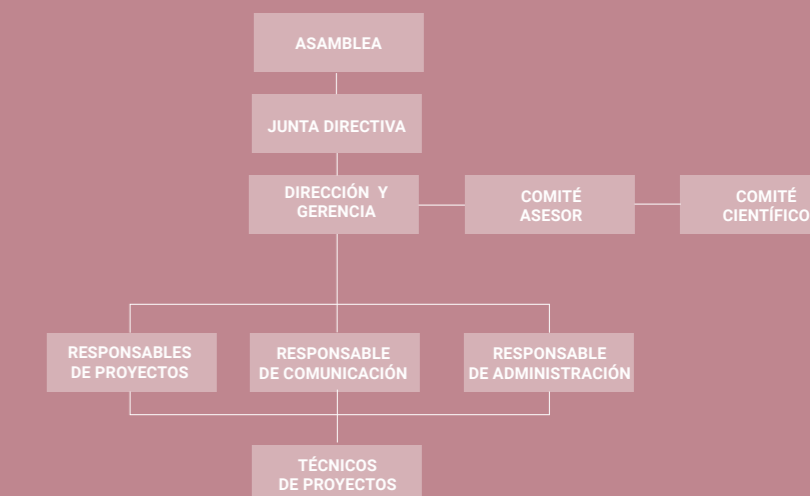 ASAMBLEA
JUNTA DIRECTIVA
DIRECCIÓN Y
GERENCIA
COMITÉ
ASESOR
COMITÉ
CIENTÍFICO
RESPONSABLES
DE PROYECTOS
RESPONSABLE
DE COMUNICACIÓN
RESPONSABLE
DE ADMINISTRACIÓN
TÉCNICOS
DE PROYECTOS